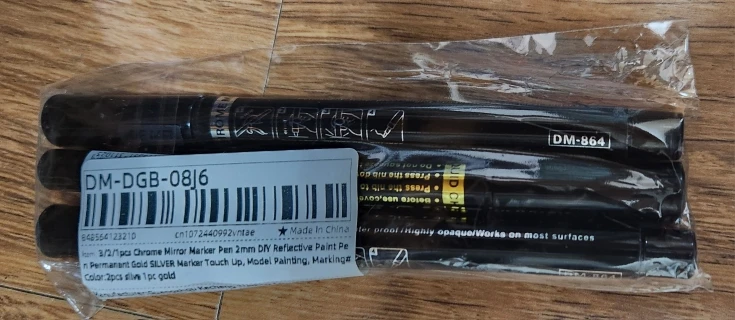 DM-864
DM-DGB-08J6
cn1072440992vntae ★ Made in China
3/2/1pcs Chrome Mirror Marker Pen 2mm DIY Reflective Paint Pe
n Permanent Gold SILVER Marker Touch Up, Model Painting, Marking#
Color:2pcs silve 1pc gold
Press the nib
Press the nib to
Before use,
proof/Highly opaque/Works on most surfaces